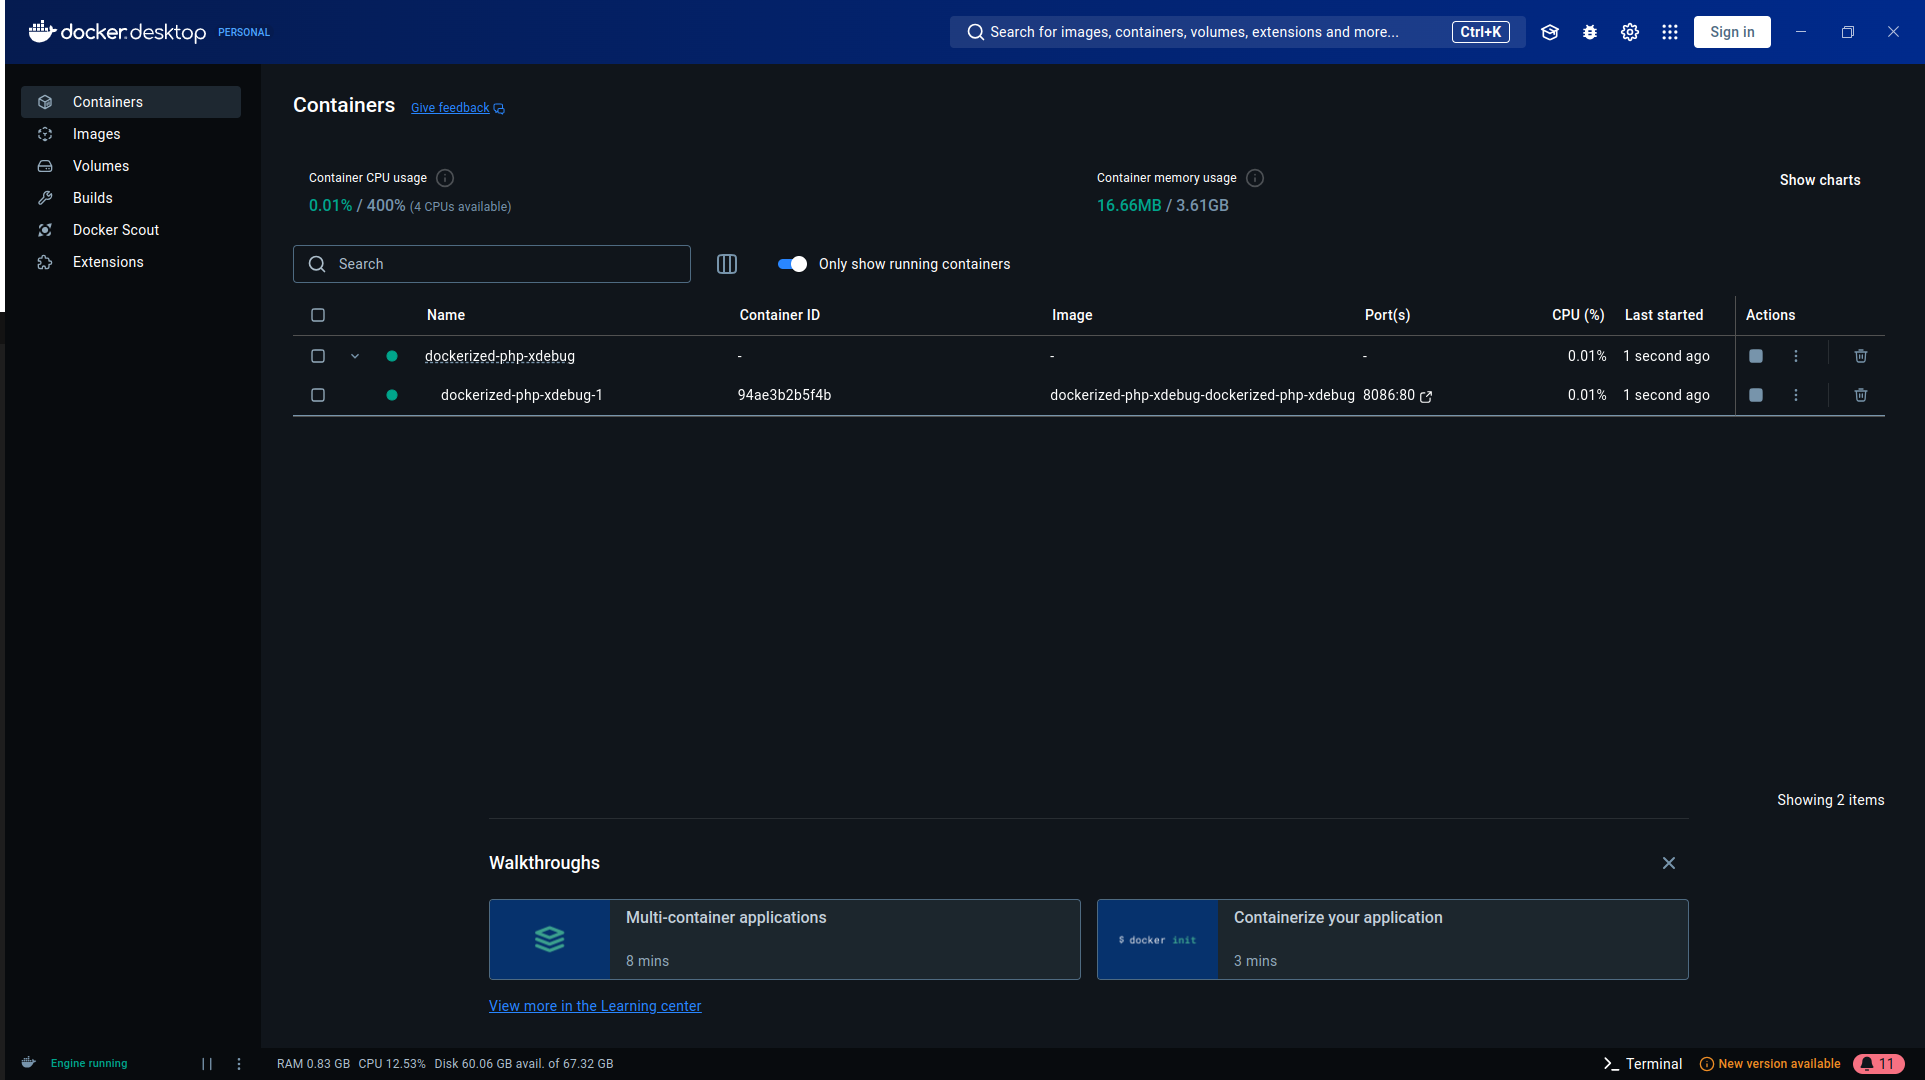 docker.desktop PERSONAL
Search for images, containers, volumes, extensions and more... Ctrl+K
Sign in
Containers
Images
Volumes
Builds
Docker Scout
Extensions
Containers Give feedback
Container CPU usage
0.01% / 400% (4 CPUs available)
Container memory usage
16.66MB / 3.61GB
Show charts
Search
Only show running containers
Name Container ID Image Port(s) CPU (%) Last started Actions
dockerized-php-xdebug - - - 0.01% 1 second ago
dockerized-php-xdebug-1 94ae3b2b5f4b dockerized-php-xdebug-dockerized-php-xdebug 8086:80 0.01% 1 second ago
Showing 2 items
Walkthroughs
Multi-container applications
8 mins
$ docker init
Containerize your application
3 mins
View more in the Learning center
Engine running
RAM 0.83 GB CPU 12.53% Disk 60.06 GB avail. of 67.32 GB
Terminal
New version available
11